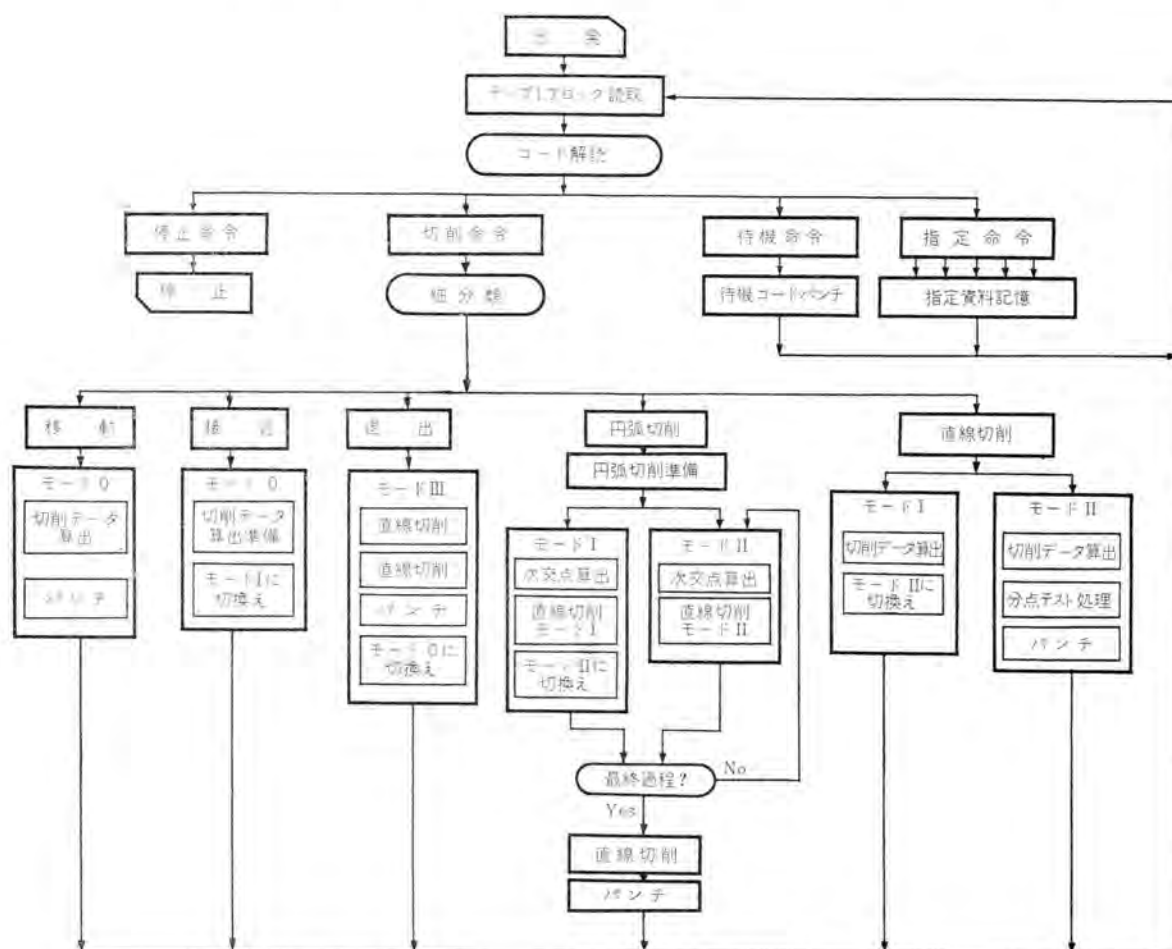 出 発
テープ1ブロック読取
コード解読
停止命令
切削命令
待機命令
指定命令
停 止
細分類
待機コードパンチ
指定資料記憶
移 動
接 近
退 出
円弧切削
直線切削
円弧切削準備
モード0
切削データ
算出
パンチ
モード0
切削データ
算出準備
モードIに
切換え
モードIII
直線切削
直線切削
パンチ
モード0に
切換え
モードI
次交点算出
直線切削
モードI
モードIIに
切換え
モードII
次交点算出
直線切削
モードII
モードI
切削データ算出
モードIIに
切換え
モードII
切削データ算出
分点テスト処理
パンチ
最終過程?
No
Yes
直線切削
パンチ